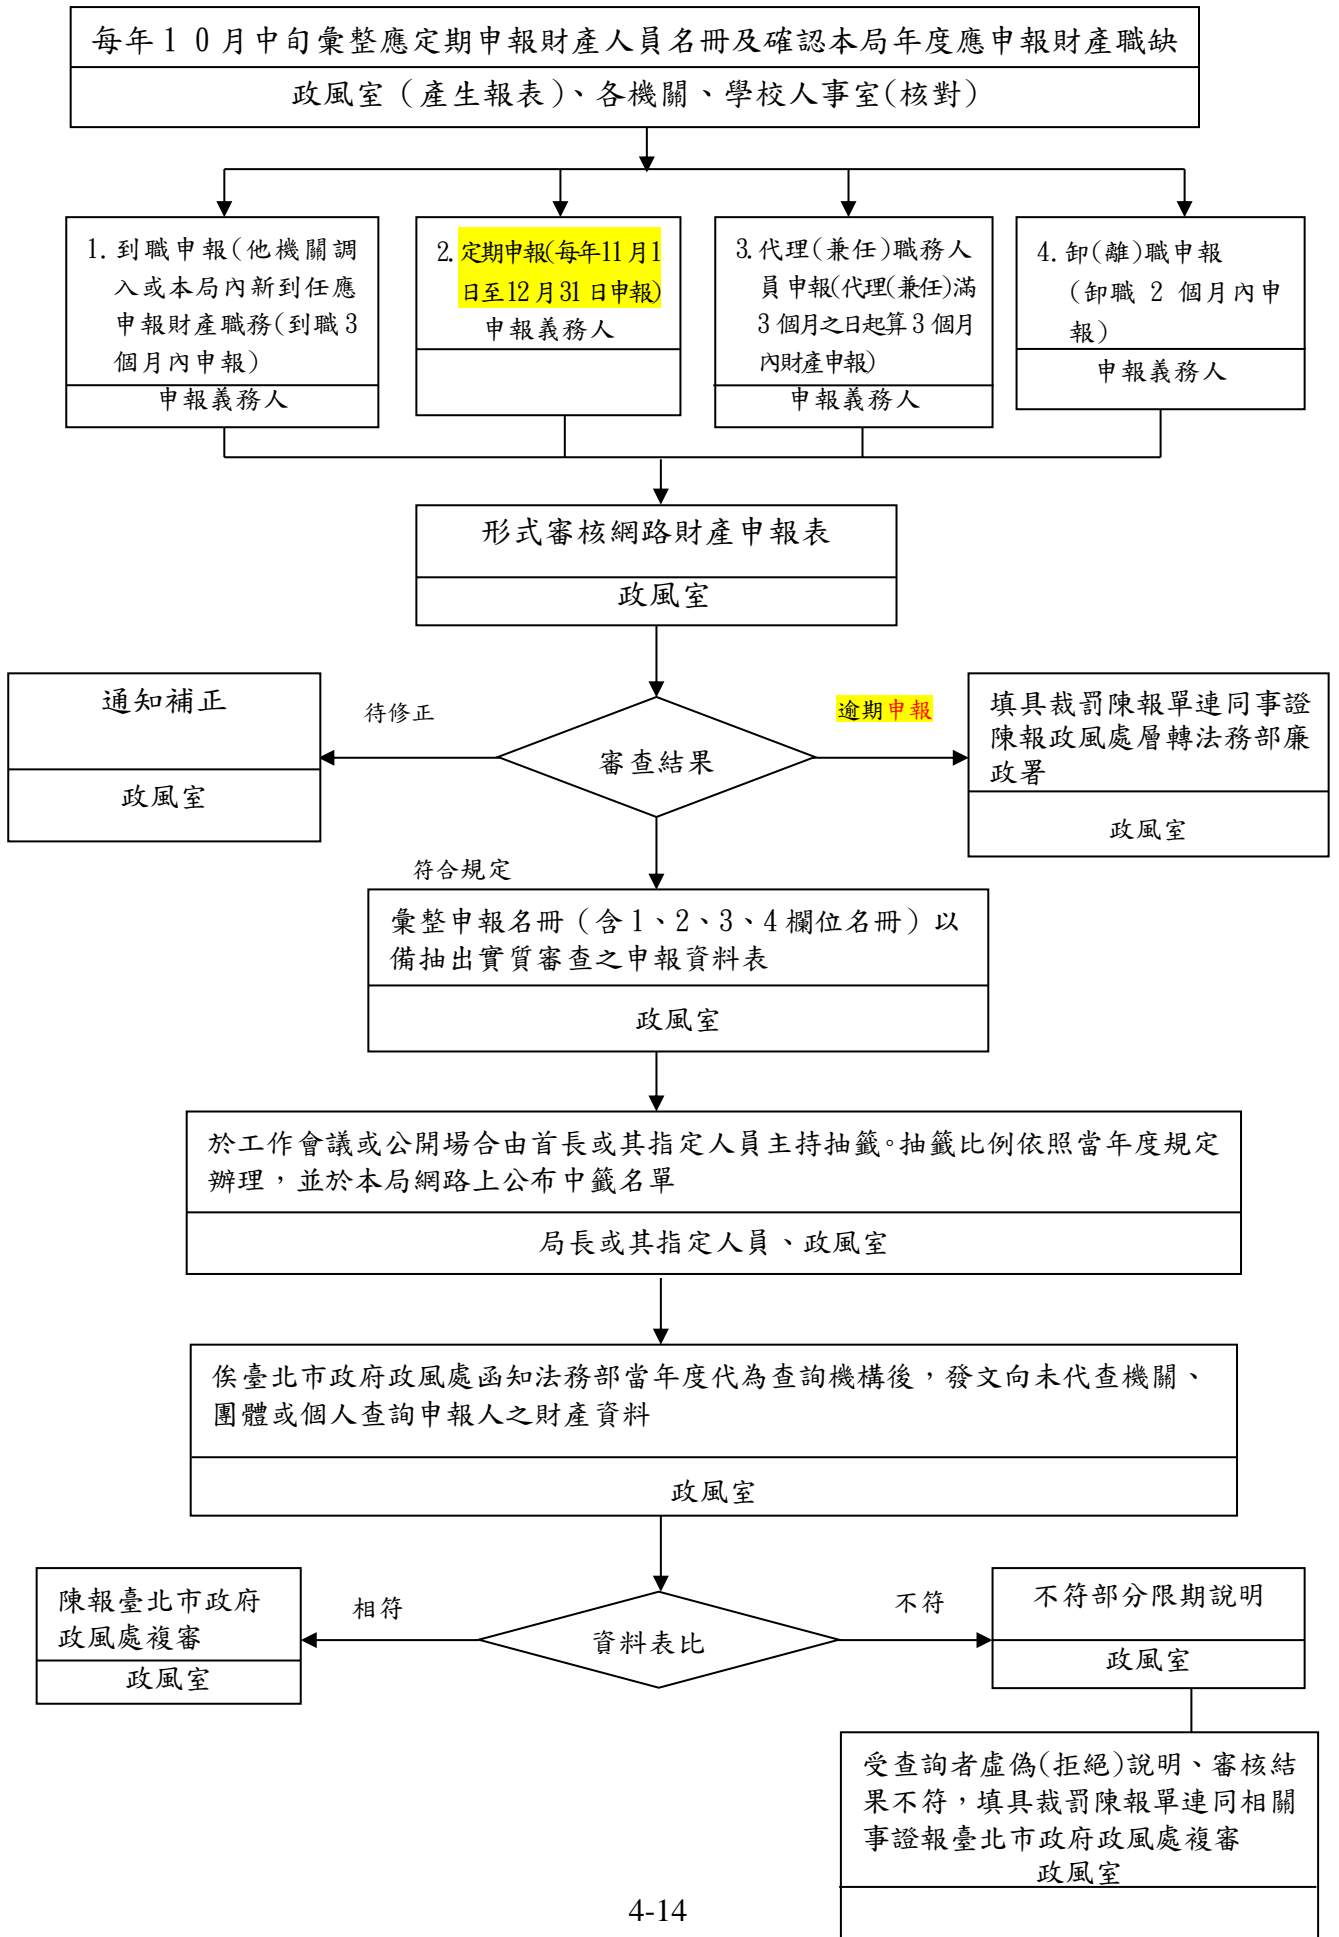 每年１０月中旬彙整應定期申報財產人員名冊及確認本局年度應申報財產職缺
政風室（產生報表）、各機關、學校人事室(核對)
1. 到職申報(他機關調
入或本局內新到任應
申報財產職務(到職 3
個月內申報)
申報義務人
2. 定期申報(每年11月1
日至12月31日申報)
申報義務人
3. 代理(兼任)職務人
員申報(代理(兼任)滿
3 個月之日起算 3 個月
內財產申報)
申報義務人
4. 卸(離)職申報
(卸職 2 個月內申
報)
申報義務人
形式審核網路財產申報表
政風室
通知補正
政風室
待修正
審查結果
逾期申報
填具裁罰陳報單連同事證
陳報政風處層轉法務部廉
政署
政風室
符合規定
彙整申報名冊（含 1、2、3、4 欄位名冊）以
備抽出實質審查之申報資料表
政風室
於工作會議或公開場合由首長或其指定人員主持抽籤。抽籤比例依照當年度規定
辦理，並於本局網路上公布中籤名單
局長或其指定人員、政風室
俟臺北市政府政風處函知法務部當年度代為查詢機構後，發文向未代查機關、
團體或個人查詢申報人之財產資料
政風室
陳報臺北市政府
政風處複審
政風室
相符
資料表比
不符
不符部分限期說明
政風室
受查詢者虛偽(拒絕)說明、審核結
果不符，填具裁罰陳報單連同相關
事證報臺北市政府政風處複審
政風室
4-14